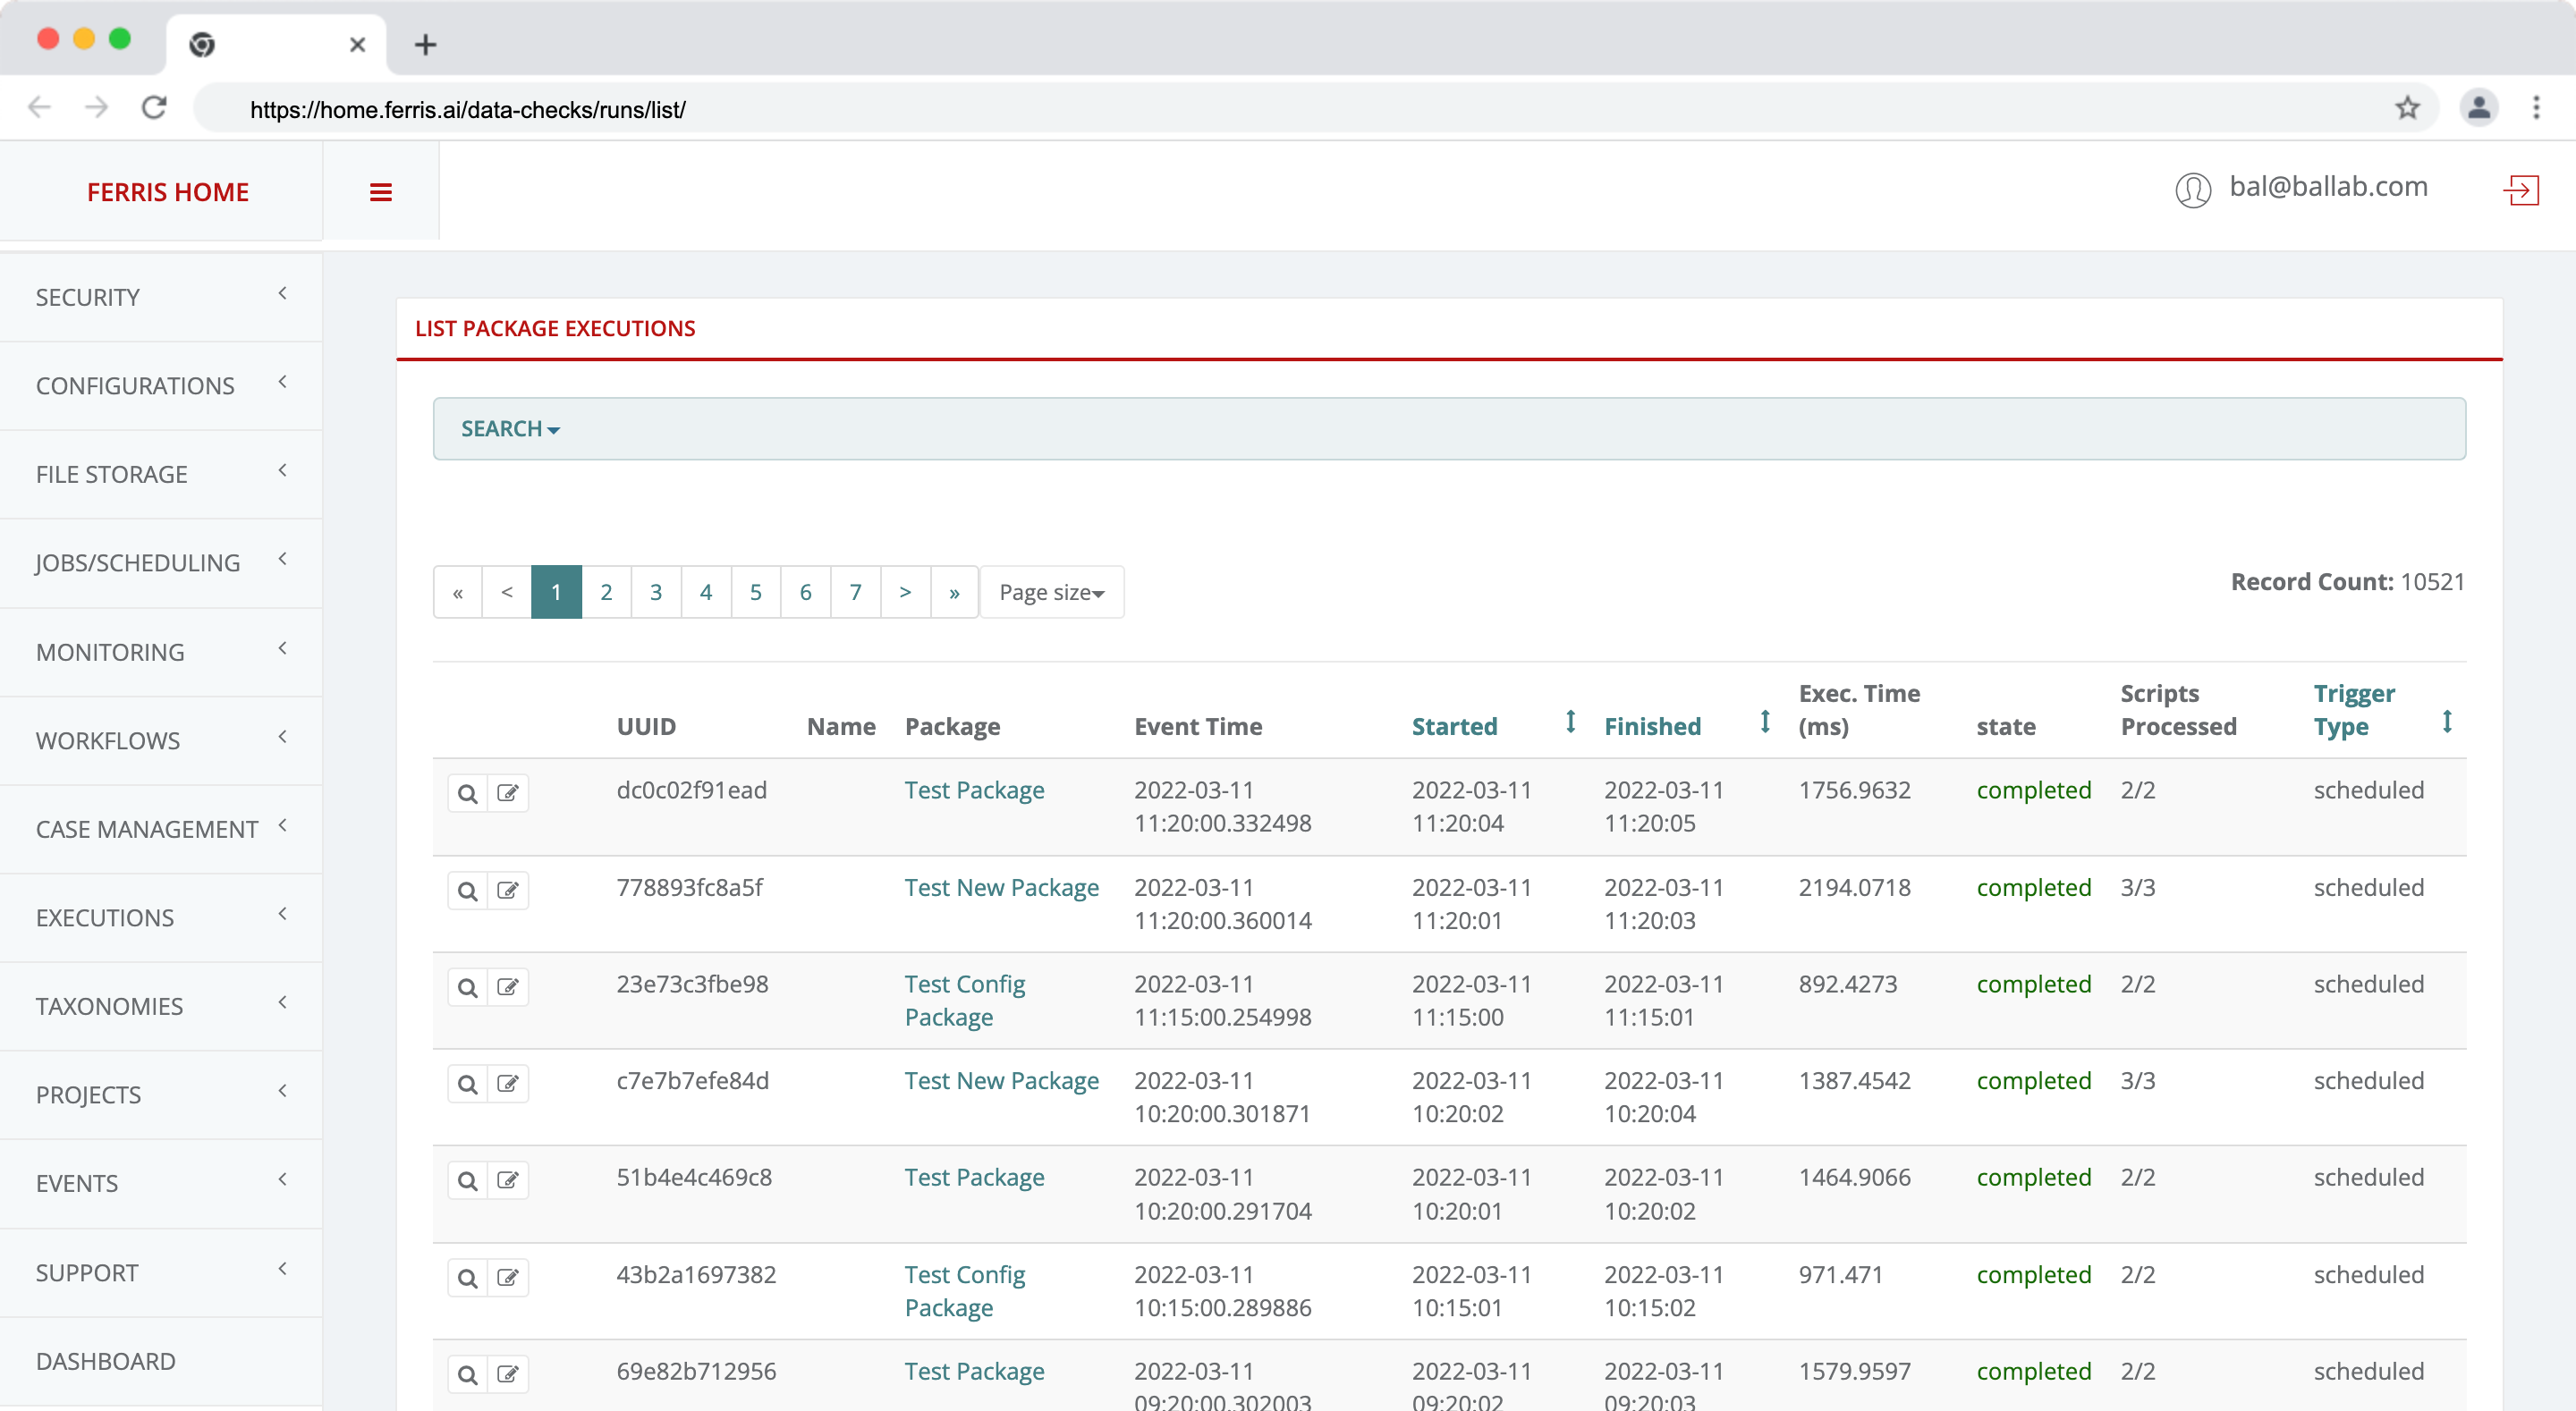 https://home.ferris.ai/data-checks/runs/list/
FERRIS HOME
bal@ballab.com
SECURITY
CONFIGURATIONS
FILE STORAGE
JOBS/SCHEDULING
MONITORING
WORKFLOWS
CASE MANAGEMENT
EXECUTIONS
TAXONOMIES
PROJECTS
EVENTS
SUPPORT
DASHBOARD
LIST PACKAGE EXECUTIONS
SEARCH
« < 1 2 3 4 5 6 7 > » Page size
Record Count: 10521
UUID Name Package Event Time Started Finished Exec. Time (ms) state Scripts Processed Trigger Type
dc0c02f91ead Test Package 2022-03-11 2022-03-11 2022-03-11 1756.9632 completed 2/2 scheduled
11:20:00.332498 11:20:04 11:20:05
778893fc8a5f Test New Package 2022-03-11 2022-03-11 2022-03-11 2194.0718 completed 3/3 scheduled
11:20:00.360014 11:20:01 11:20:03
23e73c3fbe98 Test Config 2022-03-11 2022-03-11 2022-03-11 892.4273 completed 2/2 scheduled
Package 11:15:00.254998 11:15:00 11:15:01
c7e7b7efe84d Test New Package 2022-03-11 2022-03-11 2022-03-11 1387.4542 completed 3/3 scheduled
10:20:00.301871 10:20:02 10:20:04
51b4e4c469c8 Test Package 2022-03-11 2022-03-11 2022-03-11 1464.9066 completed 2/2 scheduled
10:20:00.291704 10:20:01 10:20:02
43b2a1697382 Test Config 2022-03-11 2022-03-11 2022-03-11 971.471 completed 2/2 scheduled
Package 10:15:00.289886 10:15:01 10:15:02
69e82b712956 Test Package 2022-03-11 2022-03-11 2022-03-11 1579.9597 completed 2/2 scheduled
09:20:00.302003 09:20:02 09:20:03